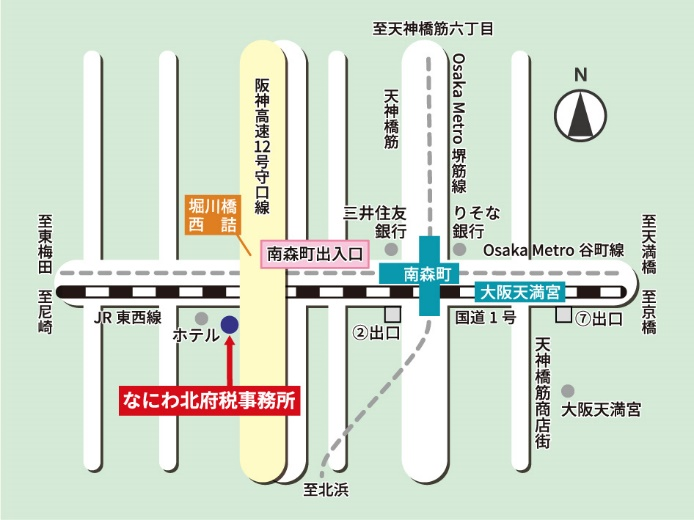 至天神橋筋六丁目
Osaka Metro 堺筋線
天神橋筋
阪神高速12号守口線
N
堀川橋
西　詰
三井住友
銀行
りそな
銀行
至東梅田
至天満橋
南森町出入口
Osaka Metro 谷町線
南森町
大阪天満宮
至尼崎
至京橋
JR 東西線
ホテル
②出口
国道 1 号
⑦出口
天神橋筋商店街
なにわ北府税事務所
大阪天満宮
至北浜